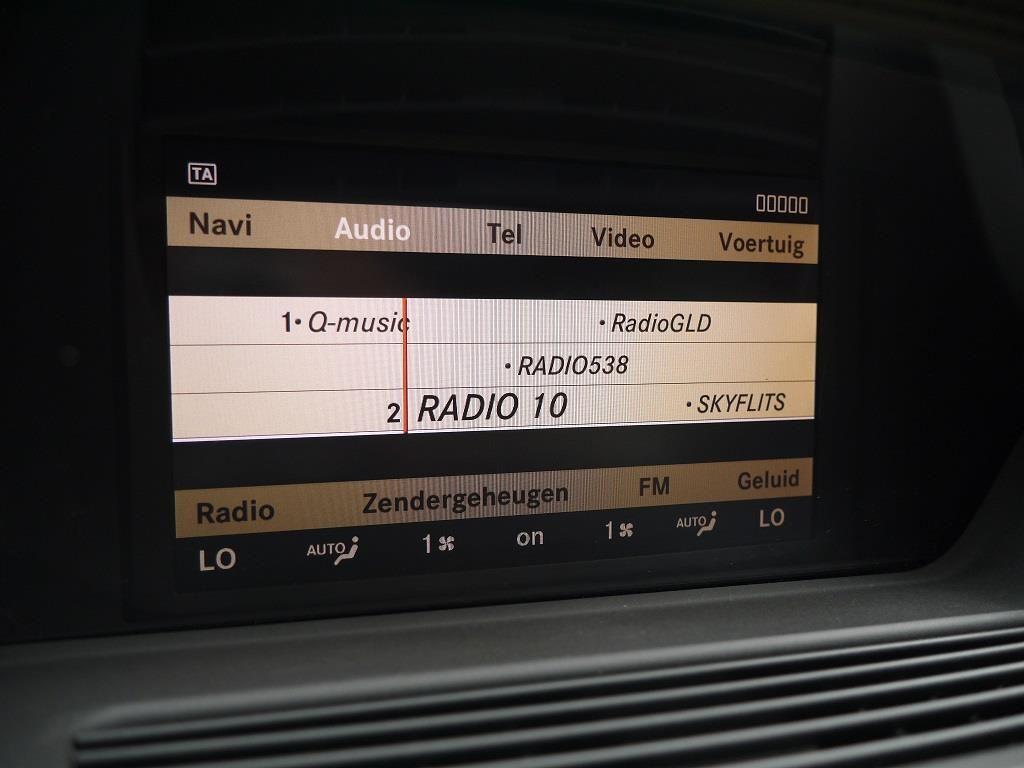 TA
Navi Audio Tel Video Voertuig
1• Q-music • RadioGLD
• RADIO538
2 RADIO 10 • SKYFLITS
Radio Zendergeheugen FM Geluid
LO AUTO 1 on 1 AUTO LO